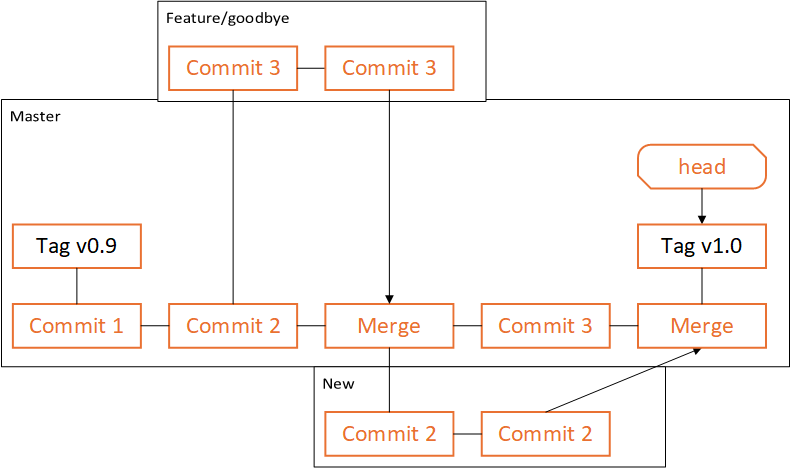 Feature/goodbye
Commit 3
Commit 3
Master
head
Tag v0.9
Tag v1.0
Commit 1
Commit 2
Merge
Commit 3
Merge
New
Commit 2
Commit 2